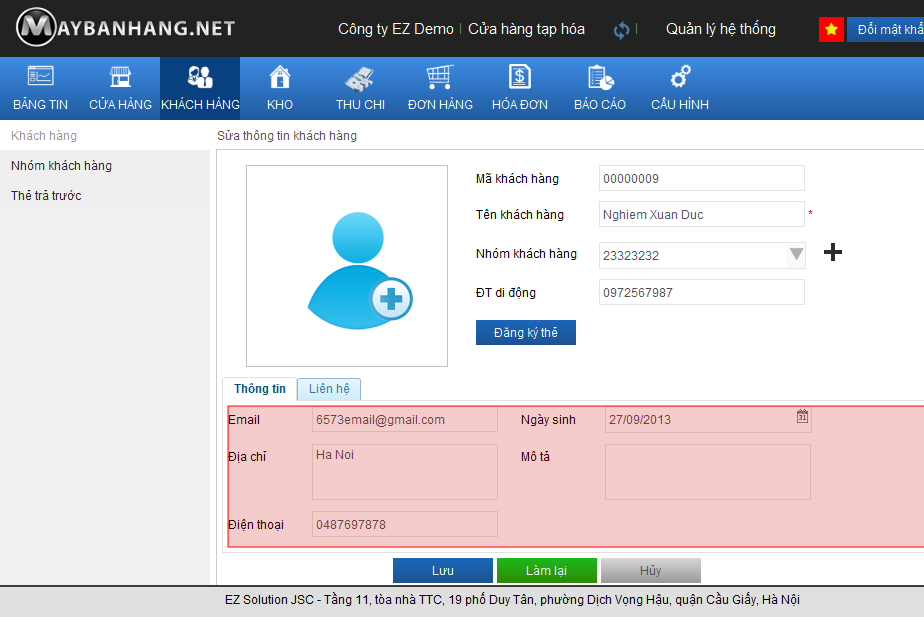 MAYBANHANG.NET
Công ty EZ Demo | Cửa hàng tạp hóa | Quản lý hệ thống
Đổi mật khẩ
BẢNG TIN CỬA HÀNG KHÁCH HÀNG KHO THU CHI ĐƠN HÀNG HÓA ĐƠN BÁO CÁO CẤU HÌNH
Khách hàng
Nhóm khách hàng
Thẻ trả trước
Sửa thông tin khách hàng
Mã khách hàng 00000009
Tên khách hàng Nghiem Xuan Duc *
Nhóm khách hàng 23323232
ĐT di động 0972567987
Đăng ký thẻ
Thông tin Liên hệ
Email 6573email@gmail.com Ngày sinh 27/09/2013 31
Địa chỉ Ha Noi Mô tả
Điện thoại 0487697878
Lưu Làm lại Hủy
EZ Solution JSC - Tầng 11, tòa nhà TTC, 19 phố Duy Tân, phường Dịch Vọng Hậu, quận Cầu Giấy, Hà Nội